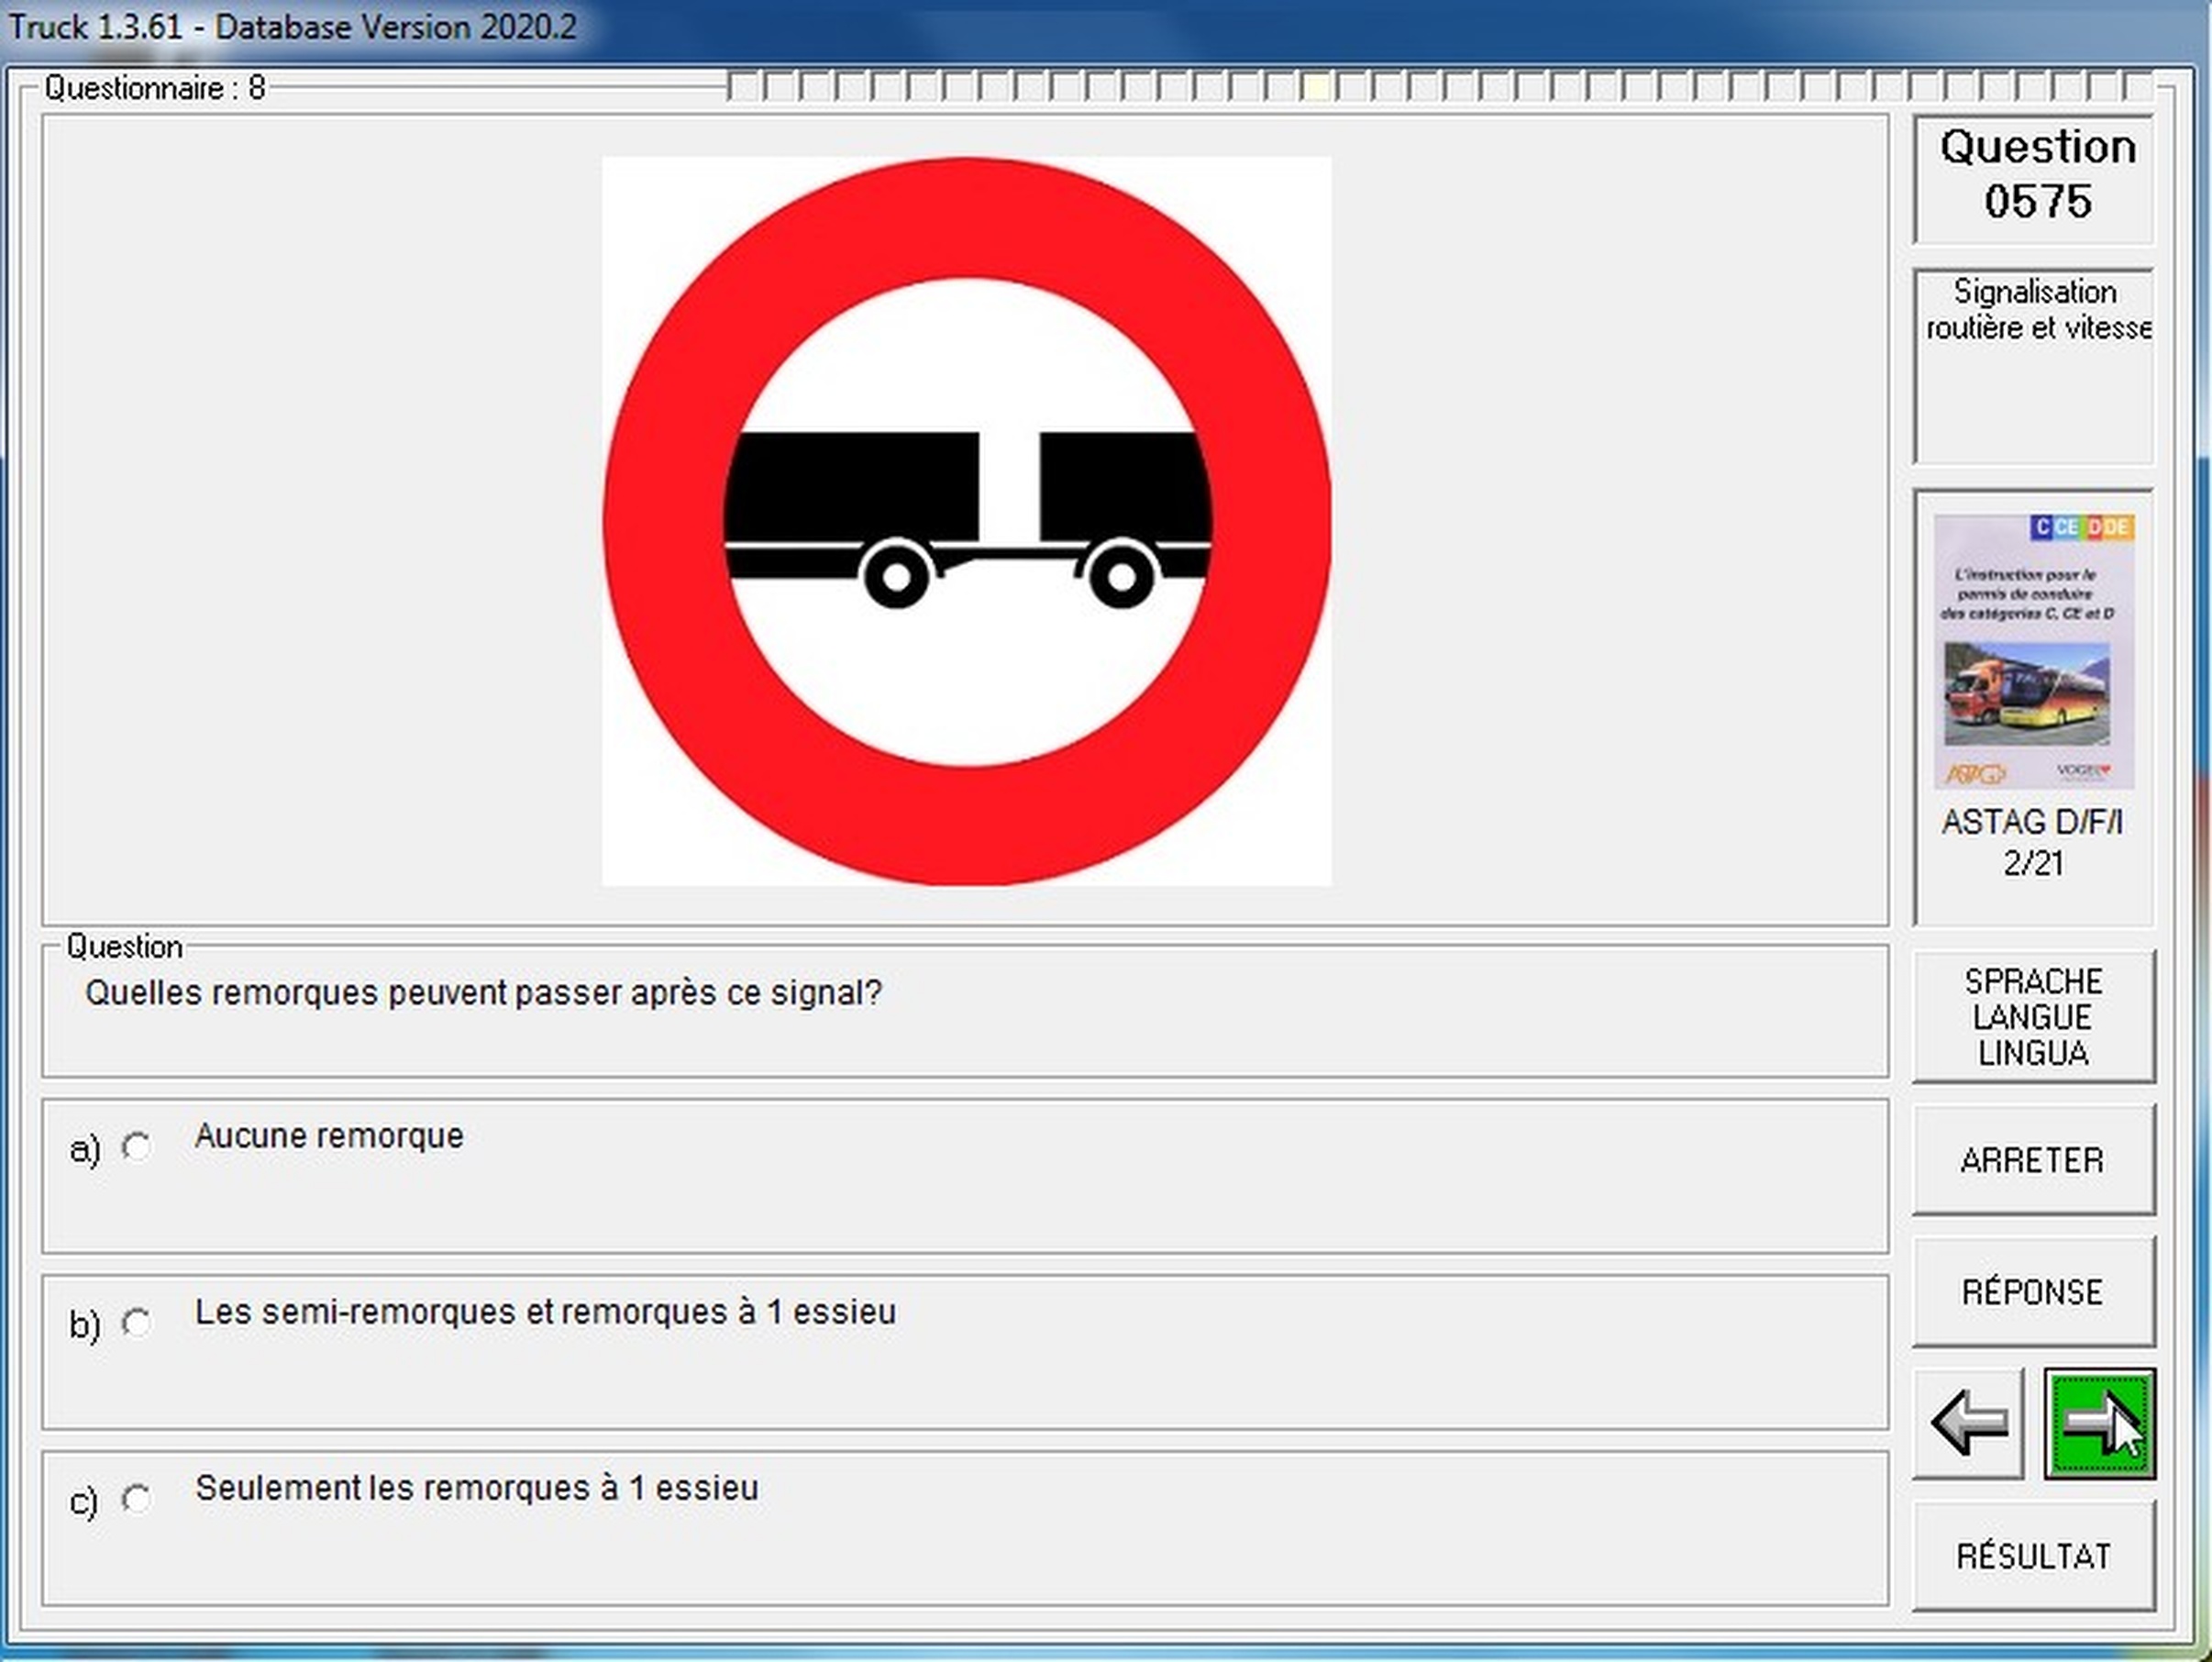 Truck 1.3.61 - Database Version 2020.2
Questionnaire : 8
Question
0575
Signalisation
routière et vitesse
C CE D DE
L'instruction pour le
permis de conduire
des catégories C, CE et D
ASTAG
VOGEL
ASTAG D/F/I
2/21
Question
Quelles remorques peuvent passer après ce signal?
a) Aucune remorque
b) Les semi-remorques et remorques à 1 essieu
c) Seulement les remorques à 1 essieu
SPRACHE
LANGUE
LINGUA
ARRETER
RÉPONSE
RÉSULTAT